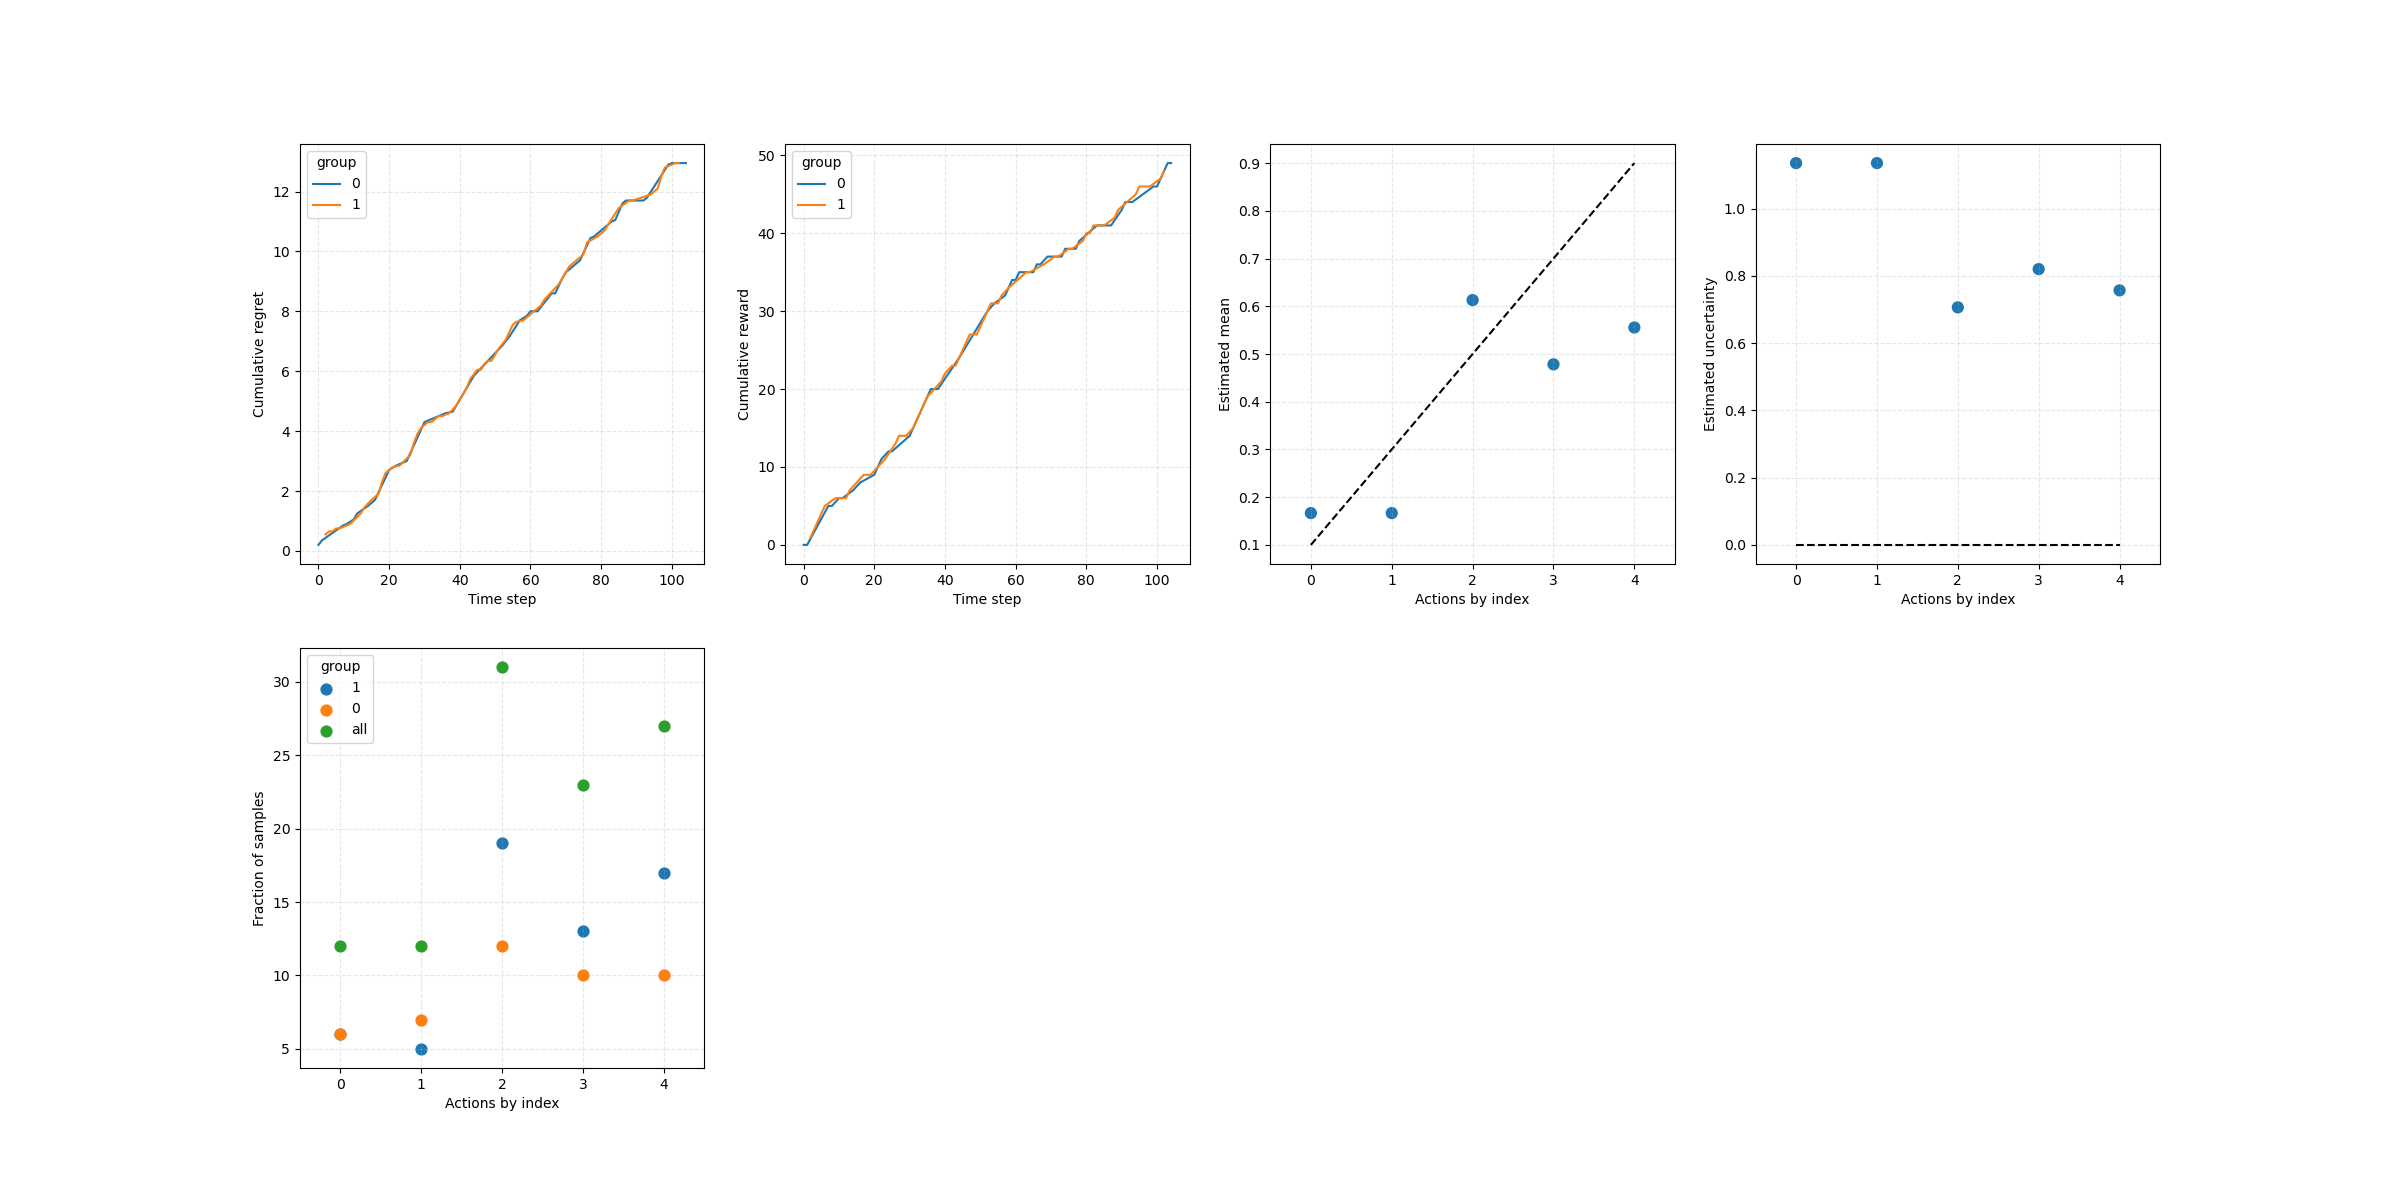 group
0
1
12
10
8
6
4
2
0
Cumulative regret
0 20 40 60 80 100
Time step
group
0
1
50
40
30
20
10
0
Cumulative reward
0 20 40 60 80 100
Time step
0.9
0.8
0.7
0.6
0.5
0.4
0.3
0.2
0.1
Estimated mean
0 1 2 3 4
Actions by index
1.0
0.8
0.6
0.4
0.2
0.0
Estimated uncertainty
0 1 2 3 4
Actions by index
group
1
0
all
30
25
20
15
10
5
Fraction of samples
0 1 2 3 4
Actions by index